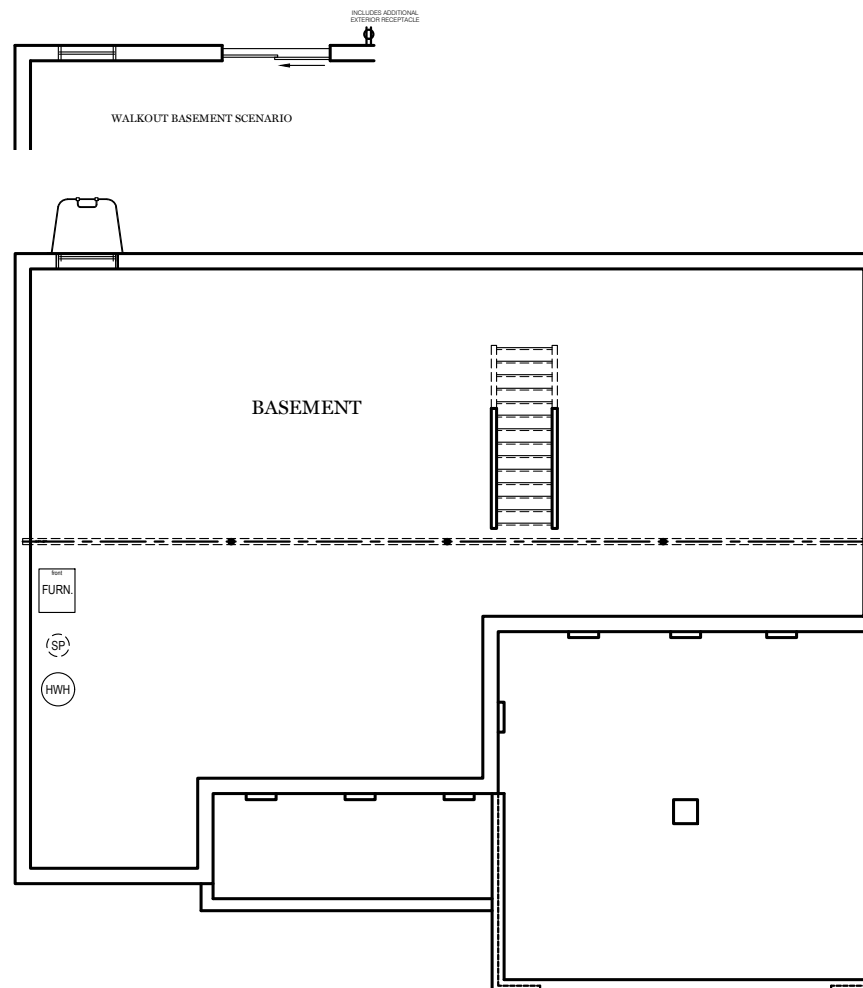 INCLUDES ADDITIONAL
EXTERIOR RECEPTACLE
WALKOUT BASEMENT SCENARIO
BASEMENT
front
FURN.
SP
HWH